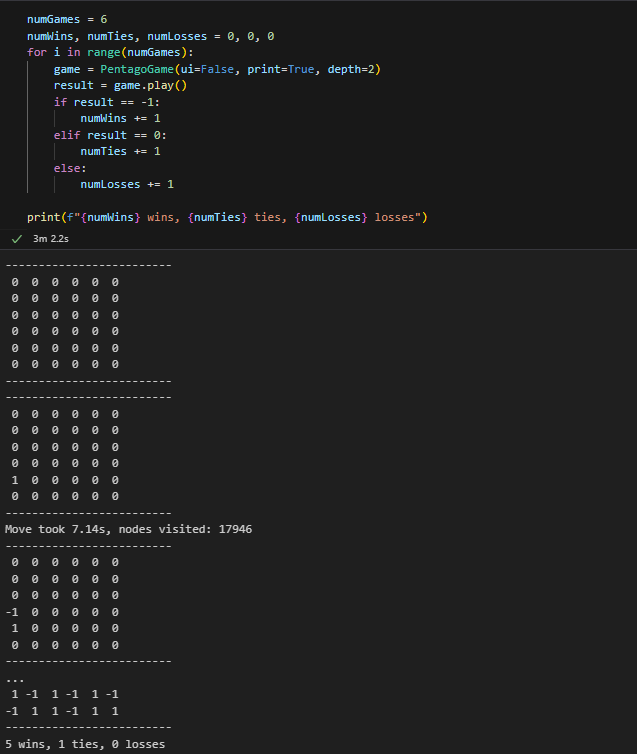 numGames = 6
numWins, numTies, numLosses = 0, 0, 0
for i in range(numGames):
    game = PentagoGame(ui=False, print=True, depth=2)
    result = game.play()
    if result == -1:
        numWins += 1
    elif result == 0:
        numTies += 1
    else:
        numLosses += 1
print(f"{numWins} wins, {numTies} ties, {numLosses} losses")
3m 2.2s
-------------------------
 0  0  0  0  0  0
 0  0  0  0  0  0
 0  0  0  0  0  0
 0  0  0  0  0  0
 0  0  0  0  0  0
 0  0  0  0  0  0
-------------------------
-------------------------
 0  0  0  0  0  0
 0  0  0  0  0  0
 0  0  0  0  0  0
 0  0  0  0  0  0
 1  0  0  0  0  0
 0  0  0  0  0  0
-------------------------
Move took 7.14s, nodes visited: 17946
-------------------------
 0  0  0  0  0  0
 0  0  0  0  0  0
 0  0  0  0  0  0
-1  0  0  0  0  0
 1  0  0  0  0  0
 0  0  0  0  0  0
-------------------------
...
 1 -1  1 -1  1 -1
-1  1  1 -1  1  1
-------------------------
5 wins, 1 ties, 0 losses